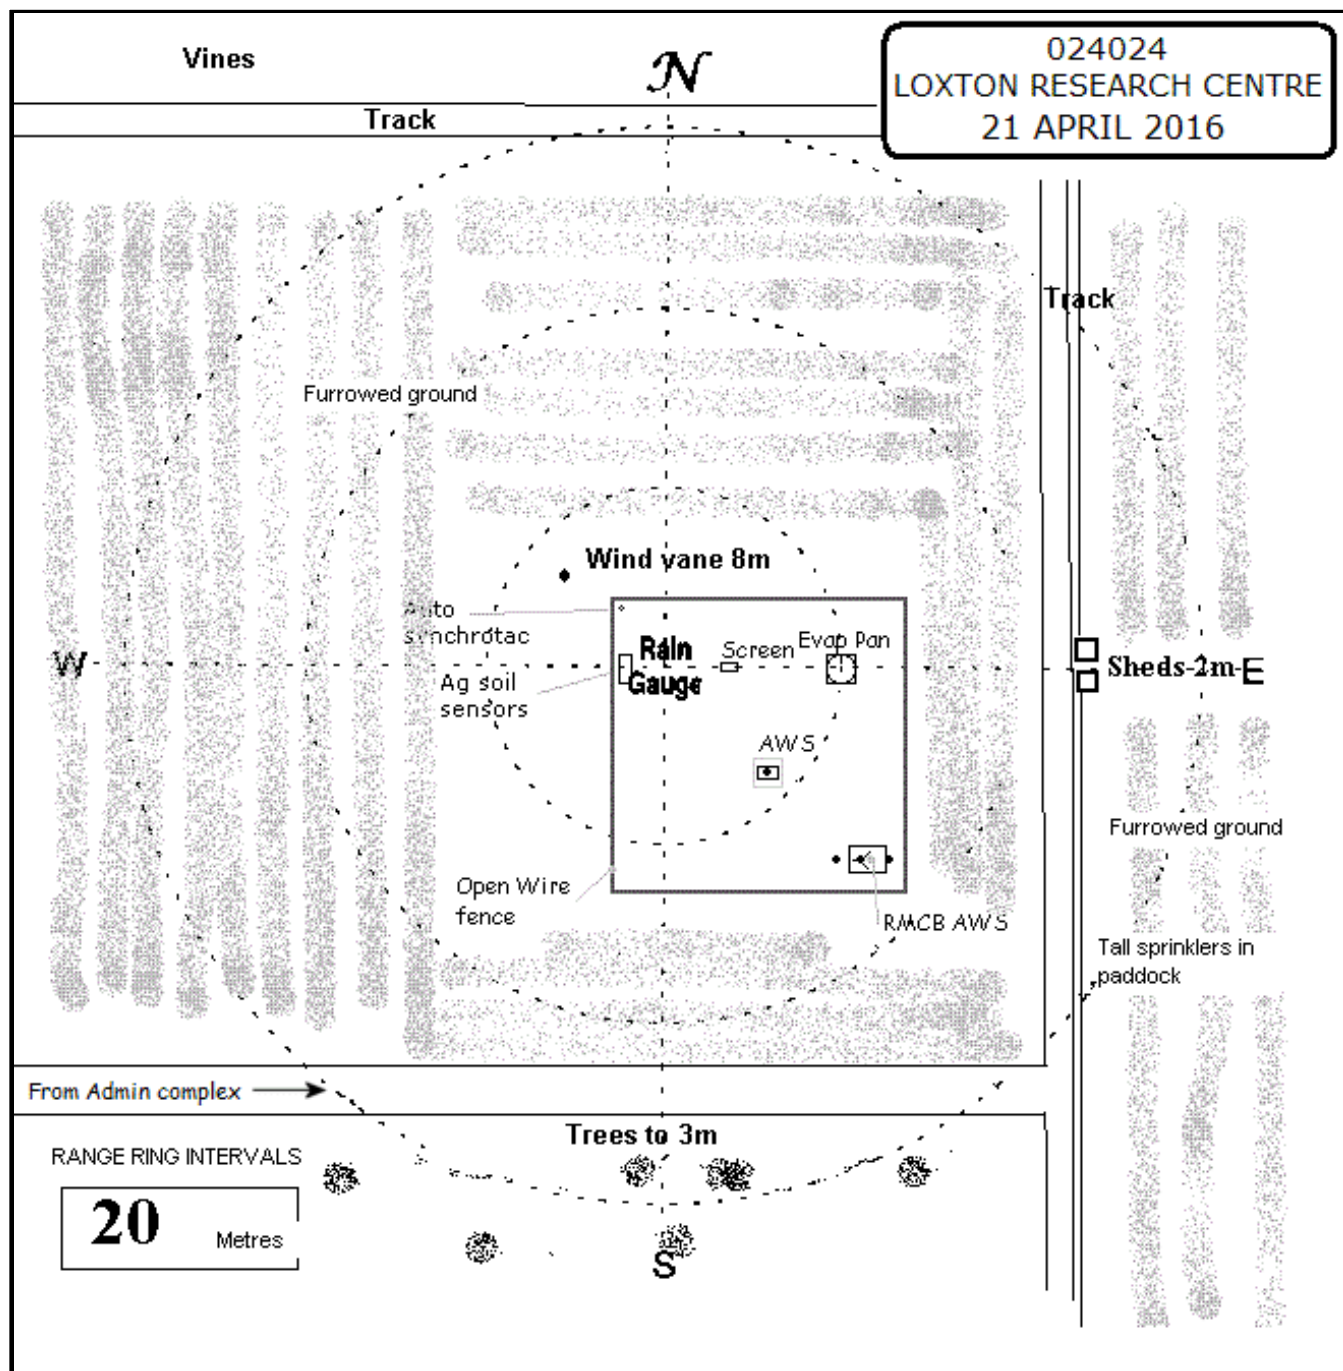 Vines
N
024024
LOXTON RESEARCH CENTRE
21 APRIL 2016
Track
Track
Furrowed ground
Wind vane 8m
Auto
synchrotac
Rain
Gauge
Screen
Evap Pan
W
Sheds-2m-E
Ag soil
sensors
AWS
Furrowed ground
Open Wire
fence
RMCB AWS
Tall sprinklers in
paddock
From Admin complex
Trees to 3m
RANGE RING INTERVALS
20 Metres
S